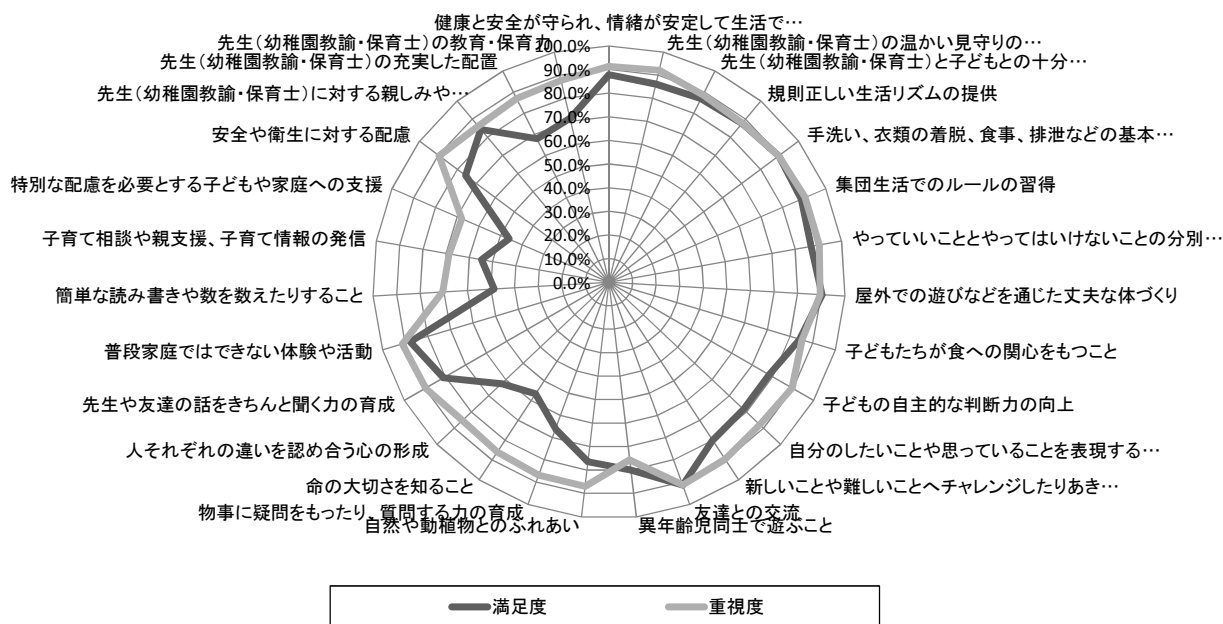 健康と安全が守られ、情緒が安定して生活で…
先生（幼稚園教諭・保育士）の温かい見守りの…
先生（幼稚園教諭・保育士）と子どもとの十分…
規則正しい生活リズムの提供
手洗い、衣類の着脱、食事、排泄などの基本…
集団生活でのルールの習得
やっていいこととやってはいけないことの分別…
屋外での遊びなどを通じた丈夫な体づくり
子どもたちが食への関心をもつこと
子どもの自主的な判断力の向上
自分のしたいことや思っていることを表現する…
新しいことや難しいことへチャレンジしたりあき…
友達との交流
異年齢児同士で遊ぶこと
自然や動植物とのふれあい
物事に疑問をもったり、質問する力の育成
命の大切さを知ること
人それぞれの違いを認め合う心の形成
先生や友達の話をきちんと聞く力の育成
普段家庭ではできない体験や活動
簡単な読み書きや数を数えたりすること
子育て相談や親支援、子育て情報の発信
特別な配慮を必要とする子どもや家庭への支援
安全や衛生に対する配慮
先生（幼稚園教諭・保育士）に対する親しみや…
先生（幼稚園教諭・保育士）の充実した配置
先生（幼稚園教諭・保育士）の教育・保育力
100.0%
90.0%
80.0%
70.0%
60.0%
50.0%
40.0%
30.0%
20.0%
10.0%
0.0%
満足度
重視度